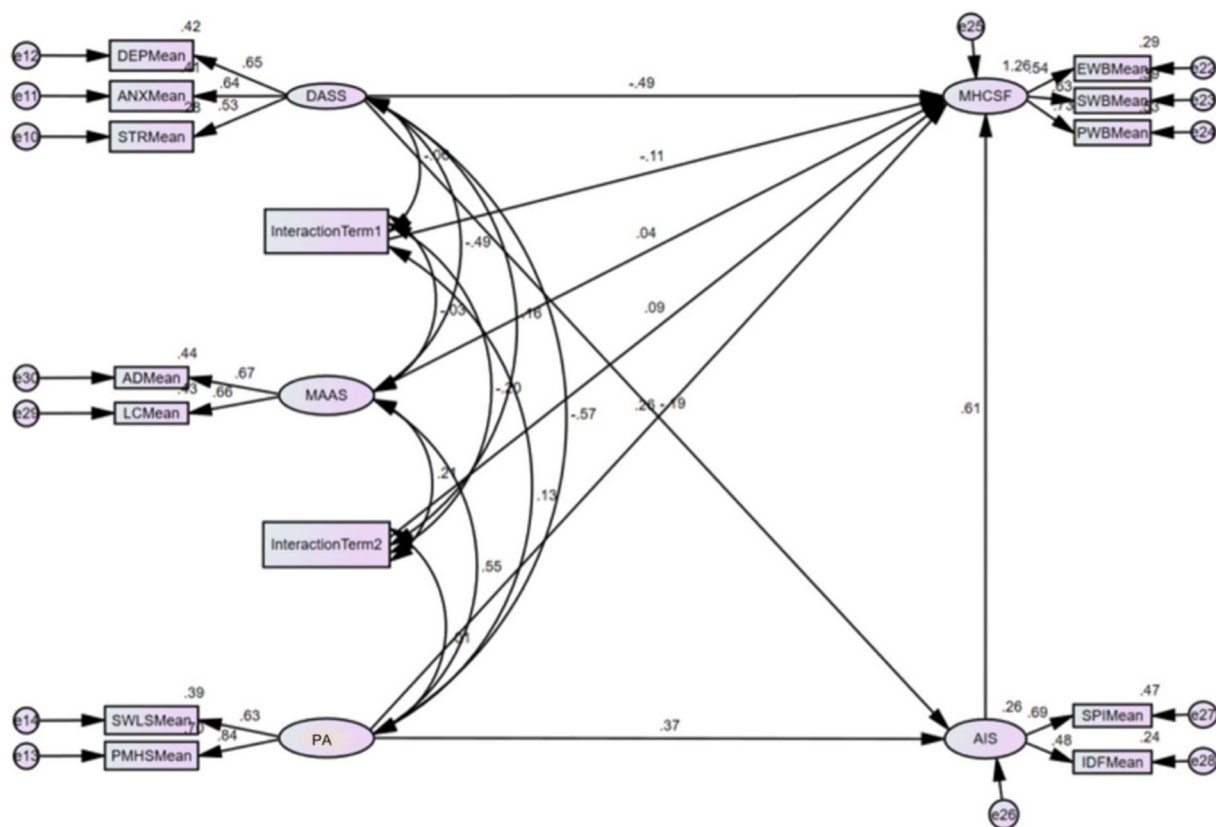 .42
e12
DEPMean
.65
e11
ANXMean
.64
e10
STRMean
.53
DASS
-.49
e25
MHCSF
1.26
.54
.29
EWBMean
e22
.63
SWBMean
e23
.73
PWBMean
e24
-.11
InteractionTerm1
-.49
.04
-.03
.16
.09
.44
e30
ADMean
.67
.43
e29
LCMean
.66
MAAS
-.20
.26
-.19
-.57
.61
.21
.13
InteractionTerm2
.55
.39
e14
SWLSMean
.63
.70
e13
PMHSMean
.84
PA
.37
.26
AIS
.69
.47
SPIMean
e27
.48
.24
IDFMean
e28
e26